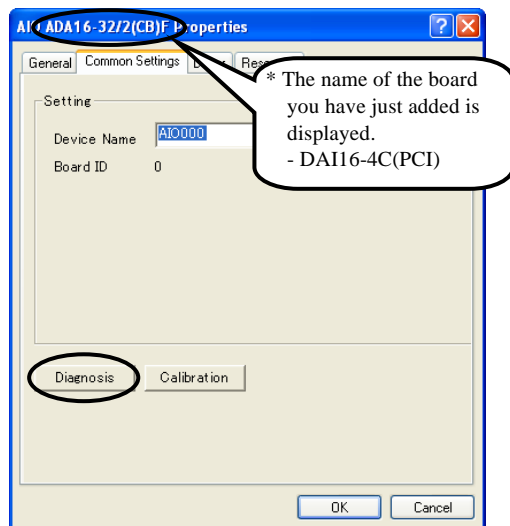 AIO ADA16-32/2(CB)F Properties
General Common Settings
* The name of the board
you have just added is
displayed.
- DAI16-4C(PCI)
Setting
Device Name AIO000
Board ID 0
Diagnosis Calibration
OK Cancel